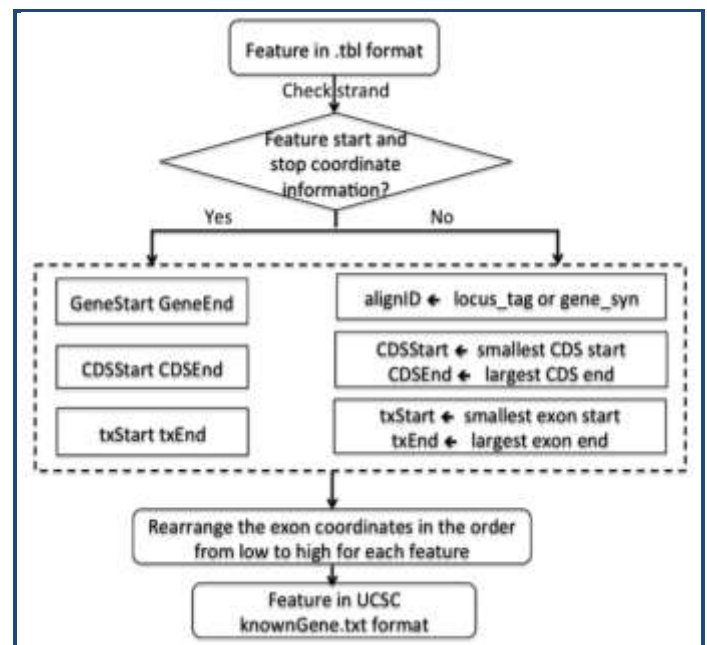 Feature in .tbl format
Check strand
Feature start and
stop coordinate
information?
Yes
No
GeneStart GeneEnd
alignID ← locus_tag or gene_syn
CDSStart CDSEnd
CDSStart ← smallest CDS start
CDSEnd ← largest CDS end
txStart txEnd
txStart ← smallest exon start
txEnd ← largest exon end
Rearrange the exon coordinates in the order
from low to high for each feature
Feature in UCSC
knownGene.txt format